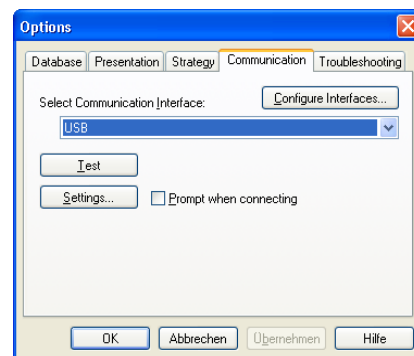 Options
Database Presentation Strategy Communication Troubleshooting
Select Communication Interface: Configure Interfaces...
USB
Test
Settings... Prompt when connecting
OK Abbrechen Übernehmen Hilfe